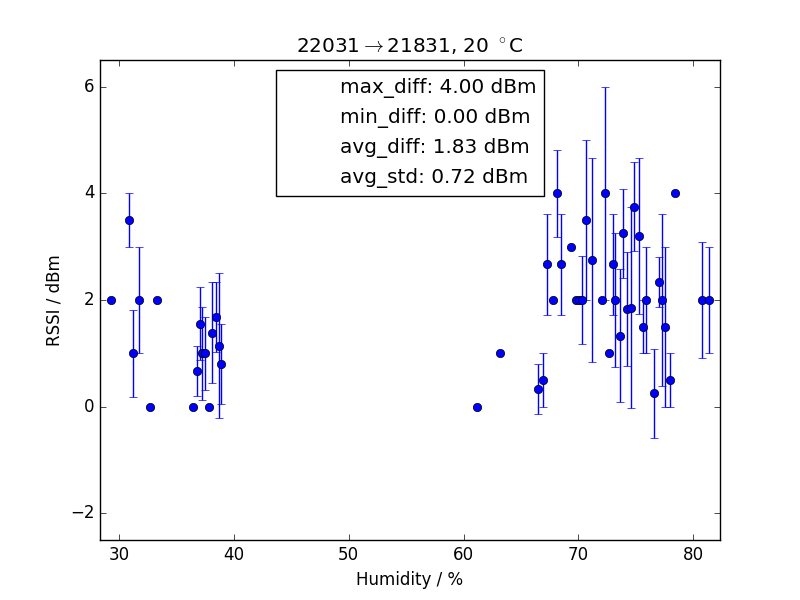 22031→21831, 20 °C
max_diff: 4.00 dBm
min_diff: 0.00 dBm
avg_diff: 1.83 dBm
avg_std: 0.72 dBm
RSSI / dBm
6
4
2
0
−2
30 40 50 60 70 80
Humidity / %